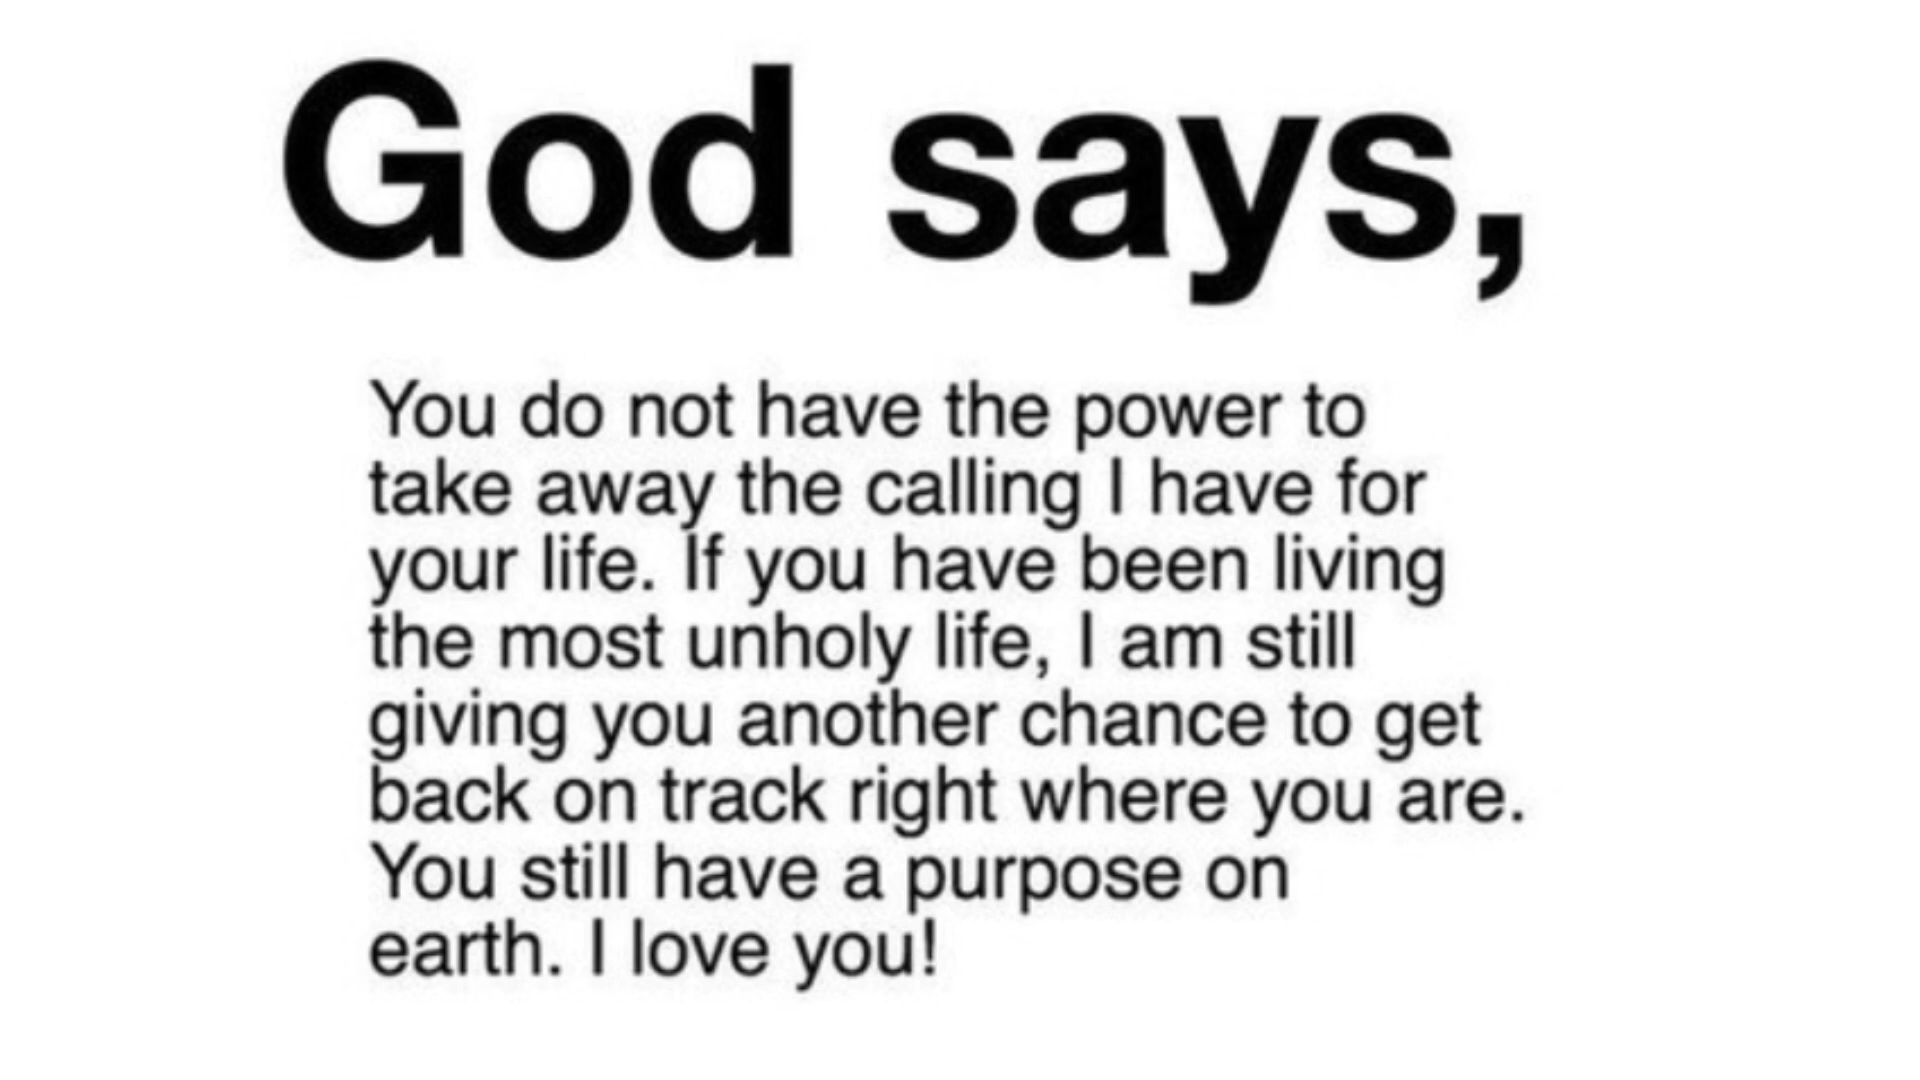 God says,
You do not have the power to
take away the calling I have for
your life. If you have been living
the most unholy life, I am still
giving you another chance to get
back on track right where you are.
You still have a purpose on
earth. I love you!